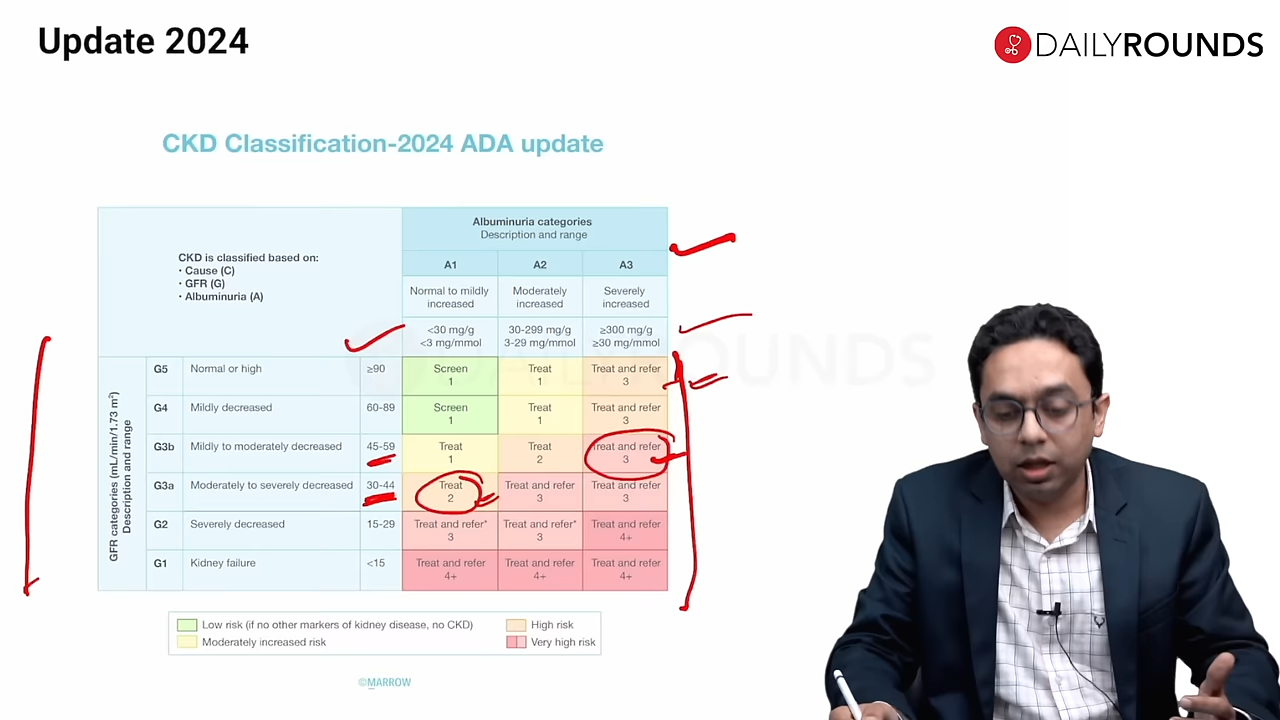 Update 2024
DAILYROUNDS
CKD Classification-2024 ADA update
CKD is classified based on:
• Cause (C)
• GFR (G)
• Albuminuria (A)
Albuminuria categories
Description and range
A1 A2 A3
Normal to mildly increased Moderately increased Severely increased
<30 mg/g 30-299 mg/g ≥300 mg/g
<3 mg/mmol 3-29 mg/mmol ≥30 mg/mmol
GFR categories (mL/min/1.73 m²)
Description and range
G5 Normal or high ≥90 Screen 1 Treat 1 Treat and refer 3
G4 Mildly decreased 60-89 Screen 1 Treat 1 Treat and refer 3
G3b Mildly to moderately decreased 45-59 Treat 1 Treat 2 Treat and refer 3
G3a Moderately to severely decreased 30-44 Treat 2 Treat and refer 3 Treat and refer 3
G2 Severely decreased 15-29 Treat and refer* 3 Treat and refer* 3 Treat and refer 4+
G1 Kidney failure <15 Treat and refer 4+ Treat and refer 4+ Treat and refer 4+
Low risk (if no other markers of kidney disease, no CKD) High risk
Moderately increased risk Very high risk
©MARROW
DAILYROUNDS